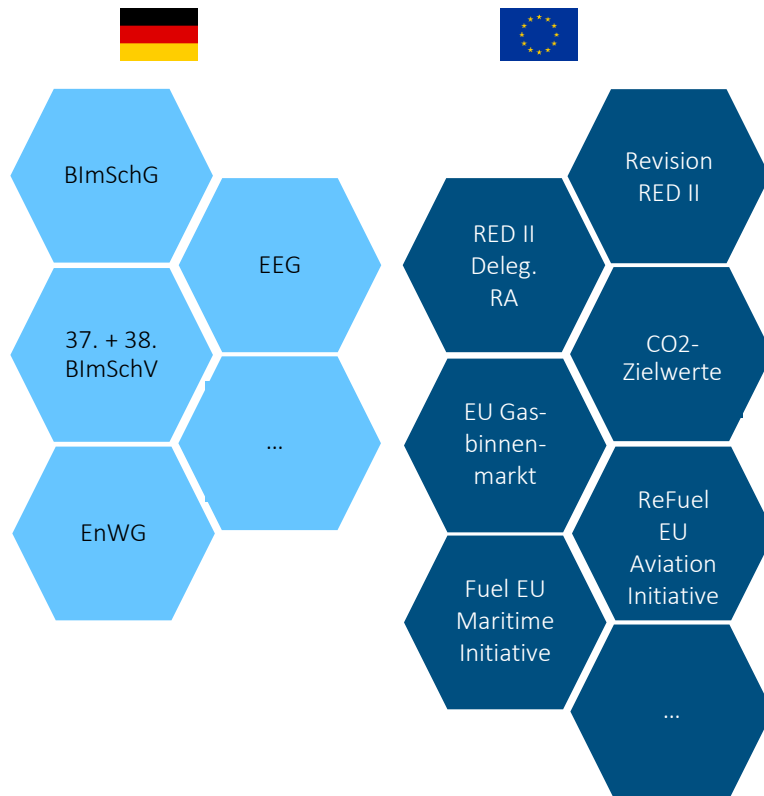 BImSchG
EEG
37. + 38.
BImSchV
...
EnWG
Revision
RED II
RED II
Deleg.
RA
CO2-
Zielwerte
EU Gas-
binnen-
markt
ReFuel
EU
Aviation
Initiative
Fuel EU
Maritime
Initiative
...